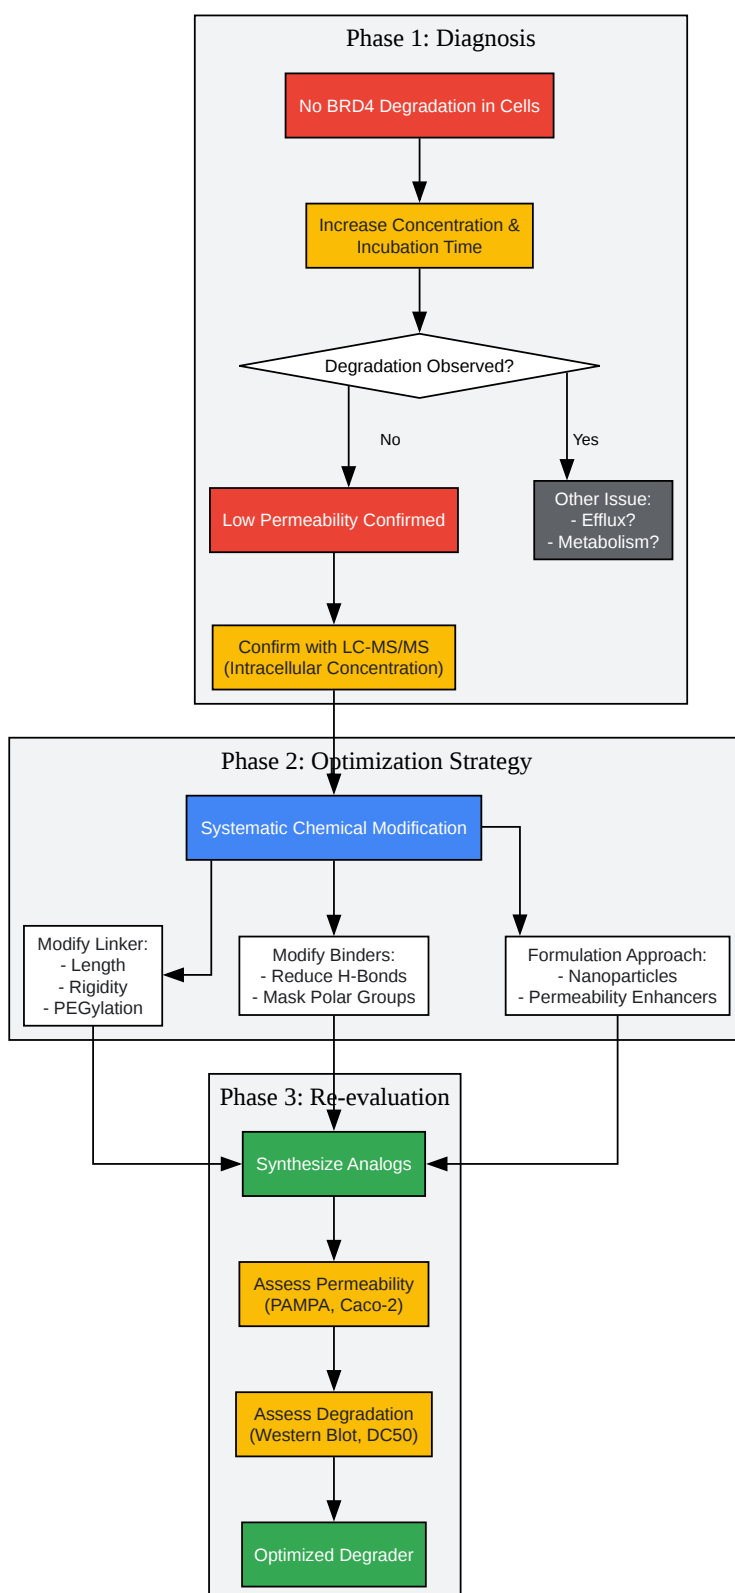 Phase 1: Diagnosis
No BRD4 Degradation in Cells
Increase Concentration &
Incubation Time
Degradation Observed?
No
Yes
Low Permeability Confirmed
Other Issue:
- Efflux?
- Metabolism?
Confirm with LC-MS/MS
(Intracellular Concentration)
Phase 2: Optimization Strategy
Systematic Chemical Modification
Modify Linker:
- Length
- Rigidity
- PEGylation
Modify Binders:
- Reduce H-Bonds
- Mask Polar Groups
Formulation Approach:
- Nanoparticles
- Permeability Enhancers
Phase 3: Re-evaluation
Synthesize Analogs
Assess Permeability
(PAMPA, Caco-2)
Assess Degradation
(Western Blot, DC50)
Optimized Degrader